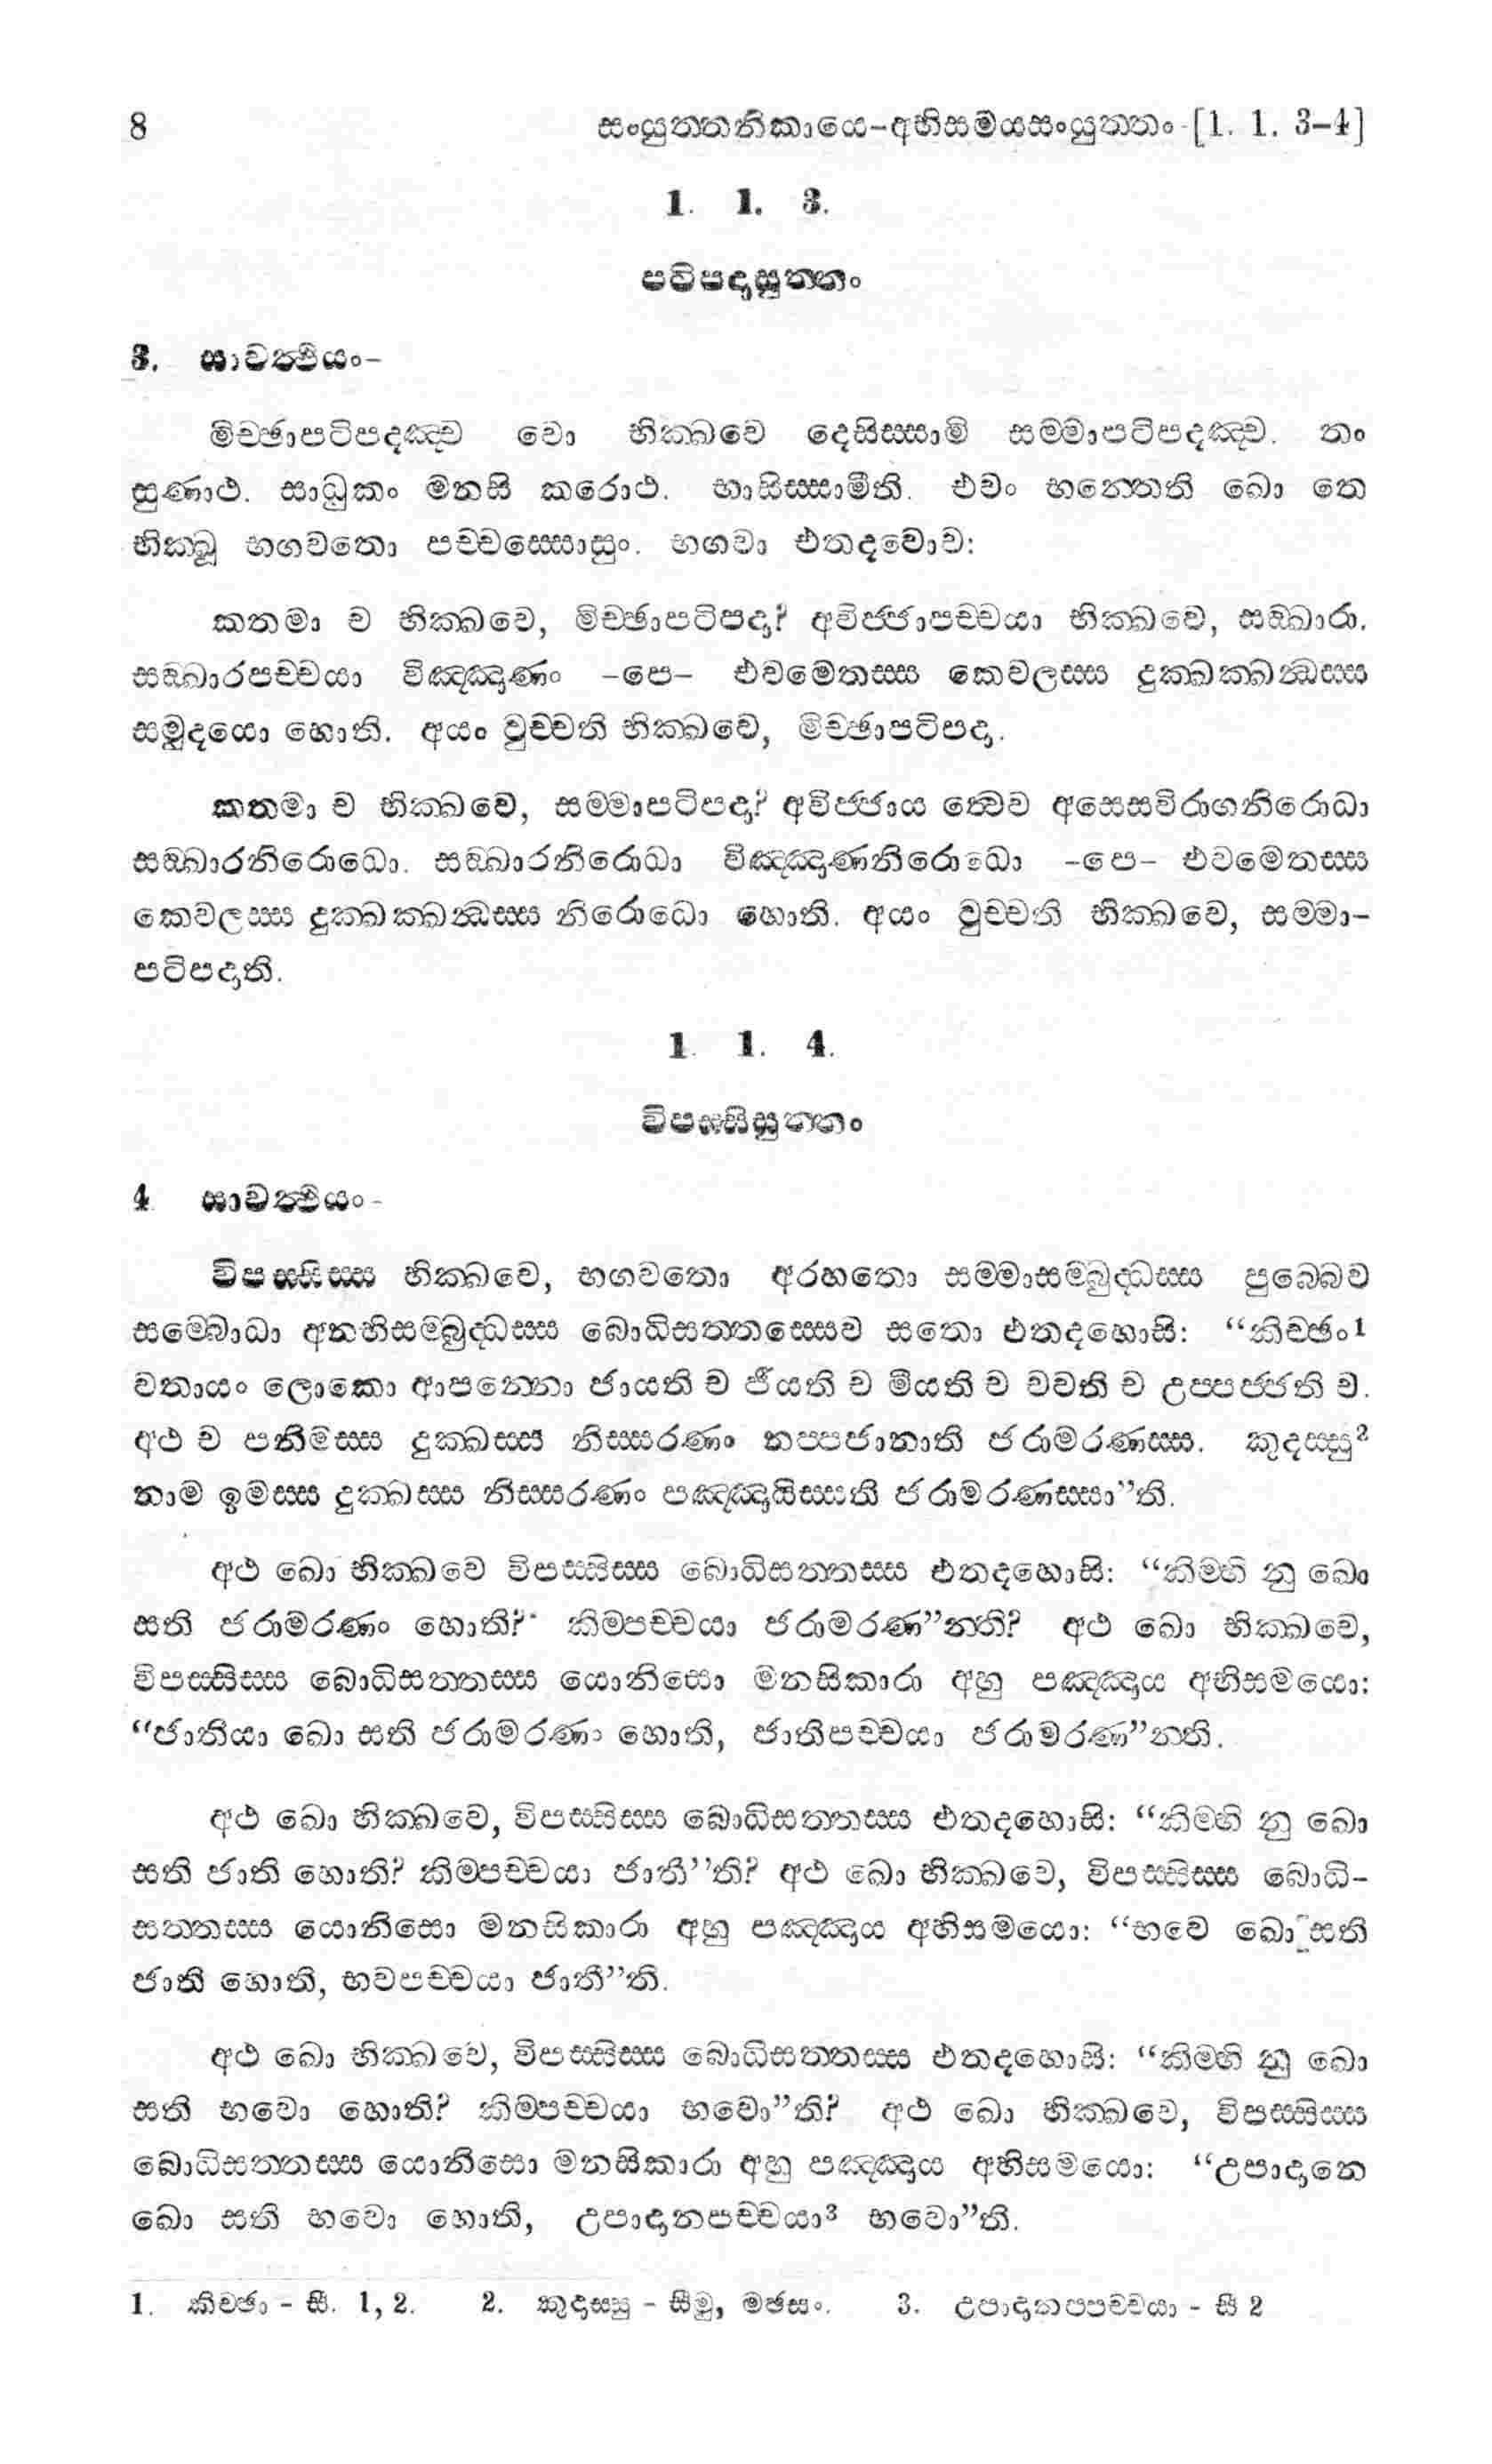 8 සංයුත්තනිකායෙ-අභිසමයසංයුත්තං [1. 1. 3-4]
1. 1. 3.
පටිපදාසුත්තං
3. සාවත්ථියං-
මිච්ඡාපටිපදඤ්ච වො භික්ඛවෙ දෙසිස්සාමි සම්මාපටිපදඤ්ච. තං
සුණාථ. සාධුකං මනසි කරොථ. භාසිස්සාමීති. එවං භන්තෙති ඛො තෙ
භික්ඛූ භගවතො පච්චස්සොසුං. භගවා එතදවොච:
කතමා ච භික්ඛවෙ, මිච්ඡාපටිපදා? අවිජ්ජාපච්චයා භික්ඛවෙ, සඞ්ඛාරා.
සඞ්ඛාරපච්චයා විඤ්ඤාණං -පෙ- එවමෙතස්ස කෙවලස්ස දුක්ඛක්ඛන්ධස්ස
සමුදයො හොති. අයං වුච්චති භික්ඛවෙ, මිච්ඡාපටිපදා.
කතමා ච භික්ඛවෙ, සම්මාපටිපදා? අවිජ්ජාය ත්වෙව අසෙසවිරාගනිරොධා
සඞ්ඛාරනිරොධො. සඞ්ඛාරනිරොධා විඤ්ඤාණනිරොධො -පෙ- එවමෙතස්ස
කෙවලස්ස දුක්ඛක්ඛන්ධස්ස නිරොධො හොති. අයං වුච්චති භික්ඛවෙ, සම්මා-
පටිපදාති.
1. 1. 4.
විපස්සිසුත්තං
4 සාවත්ථියං-
විපස්සිස්ස භික්ඛවෙ, භගවතො අරහතො සම්මාසම්බුද්ධස්ස පුබ්බෙව
සම්බොධා අනභිසම්බුද්ධස්ස බොධිසත්තස්සෙව සතො එතදහොසි: “කිච්ඡං1
වතායං ලොකො ආපන්නො ජායති ච ජීයති ච මීයති ච චවති ච උප්පජ්ජති ච.
අථ ච පනිමස්ස දුක්ඛස්ස නිස්සරණං නප්පජානාති ජරාමරණස්ස. කුදස්සු2
නාම ඉමස්ස දුක්ඛස්ස නිස්සරණං පඤ්ඤායිස්සති ජරාමරණස්සා”ති.
අථ ඛො භික්ඛවෙ විපස්සිස්ස බොධිසත්තස්ස එතදහොසි: “කිම්හි නු ඛො
සති ජරාමරණං හොති? කිම්පච්චයා ජරාමරණ”න්ති? අථ ඛො භික්ඛවෙ,
විපස්සිස්ස බොධිසත්තස්ස යොනිසො මනසිකාරා අහු පඤ්ඤාය අභිසමයො:
“ජාතියා ඛො සති ජරාමරණං හොති, ජාතිපච්චයා ජරාමරණ”න්ති.
අථ ඛො භික්ඛවෙ, විපස්සිස්ස බොධිසත්තස්ස එතදහොසි: “කිම්හි නු ඛො
සති ජාති හොති? කිම්පච්චයා ජාතී”ති? අථ ඛො භික්ඛවෙ, විපස්සිස්ස බොධි-
සත්තස්ස යොනිසො මනසිකාරා අහු පඤ්ඤාය අභිසමයො: “භවෙ ඛො සති
ජාති හොති, භවපච්චයා ජාතී”ති.
අථ ඛො භික්ඛවෙ, විපස්සිස්ස බොධිසත්තස්ස එතදහොසි: “කිම්හි නු ඛො
සති භවො හොති? කිම්පච්චයා භවො”ති? අථ ඛො භික්ඛවෙ, විපස්සිස්ස
බොධිසත්තස්ස යොනිසො මනසිකාරා අහු පඤ්ඤාය අභිසමයො: “උපාදානෙ
ඛො සති භවො හොති, උපාදානපච්චයා3 භවො”ති.
1. කිච්ඡා - සී. 1, 2. 2. කුදාස්සු - සීමු, මඡසං. 3. උපාදානප්පච්චයා - සී 2